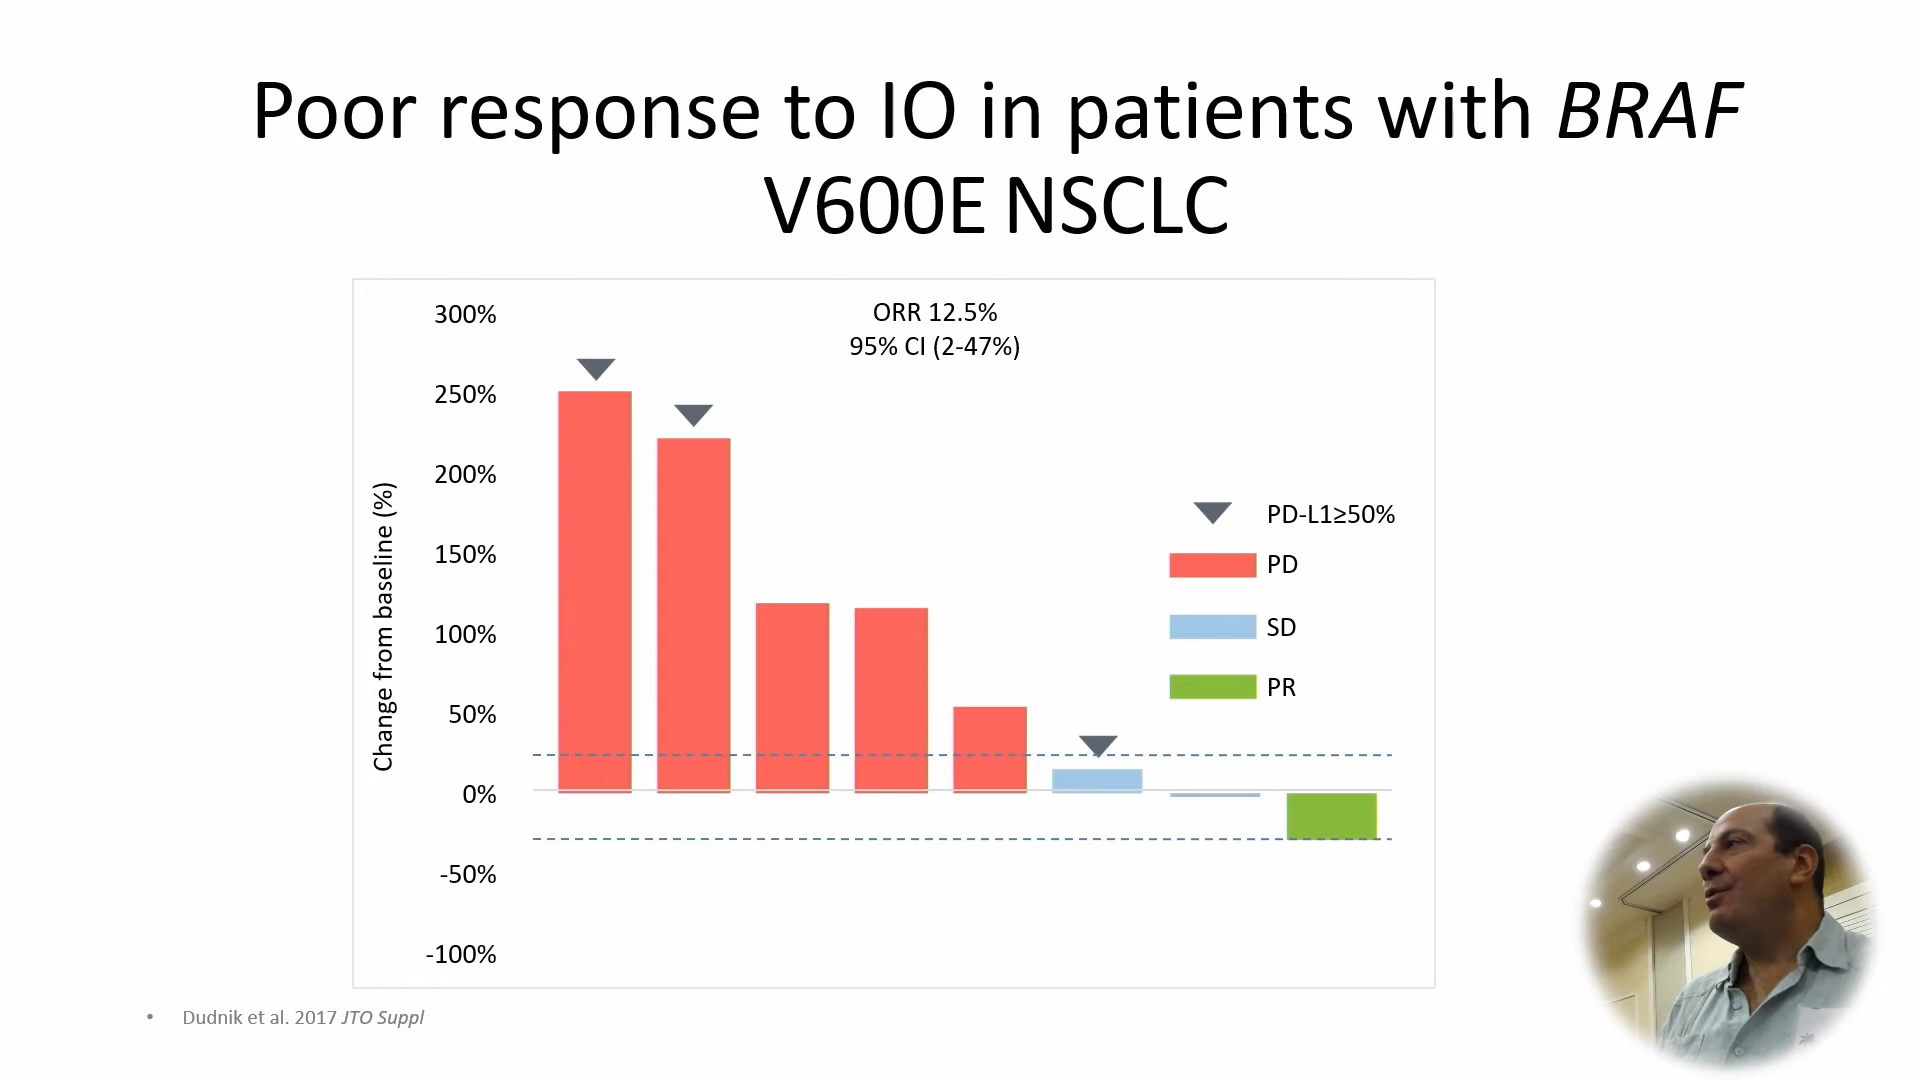 Poor response to IO in patients with BRAF
V600E NSCLC
ORR 12.5%
95% CI (2-47%)
300%
250%
200%
150%
100%
50%
0%
-50%
-100%
Change from baseline (%)
PD-L1≥50%
PD
SD
PR
• Dudnik et al. 2017 JTO Suppl